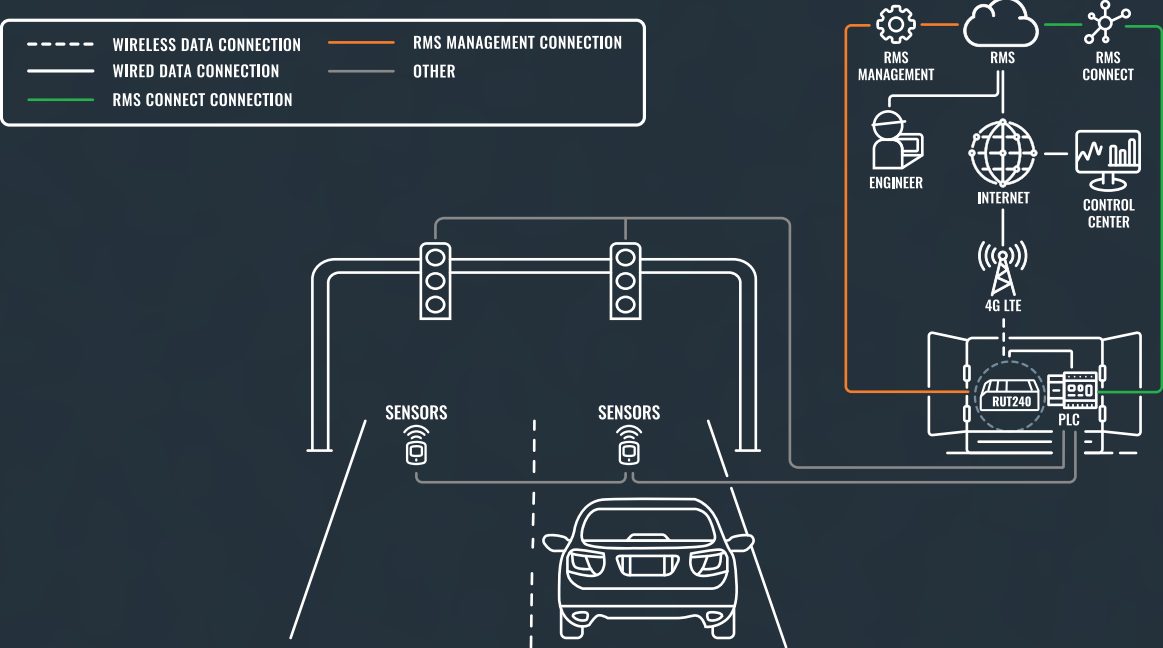 WIRELESS DATA CONNECTION
WIRED DATA CONNECTION
RMS CONNECT CONNECTION
RMS MANAGEMENT CONNECTION
OTHER
RMS
MANAGEMENT
RMS
RMS
CONNECT
ENGINEER
INTERNET
CONTROL
CENTER
4G LTE
RUT240
PLC
SENSORS
SENSORS